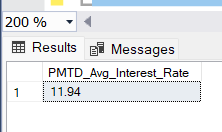 200 %
Results Messages
PMTD_Avg_Interest_Rate
1 11.94